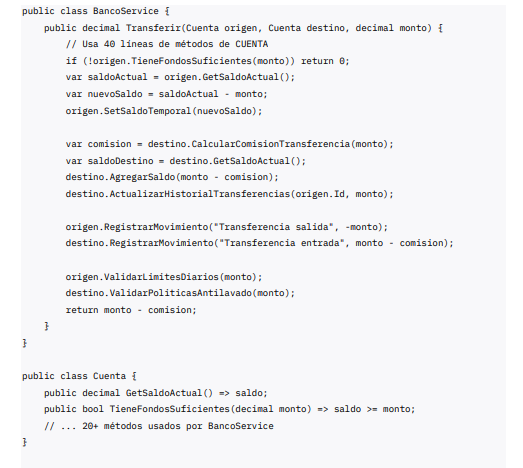 public class BancoService {
    public decimal Transferir(Cuenta origen, Cuenta destino, decimal monto) {
        // Usa 40 líneas de métodos de CUENTA
        if (!origen.TieneFondosSuficientes(monto)) return 0;
        var saldoActual = origen.GetSaldoActual();
        var nuevoSaldo = saldoActual - monto;
        origen.SetSaldoTemporal(nuevoSaldo);

        var comision = destino.CalcularComisionTransferencia(monto);
        var saldoDestino = destino.GetSaldoActual();
        destino.AgregarSaldo(monto - comision);
        destino.ActualizarHistorialTransferencias(origen.Id, monto);

        origen.RegistrarMovimiento("Transferencia salida", -monto);
        destino.RegistrarMovimiento("Transferencia entrada", monto - comision);

        origen.ValidarLimitesDiarios(monto);
        destino.ValidarPoliticasAntilavado(monto);
        return monto - comision;
    }
}

public class Cuenta {
    public decimal GetSaldoActual() => saldo;
    public bool TieneFondosSuficientes(decimal monto) => saldo >= monto;
    // ... 20+ métodos usados por BancoService
}